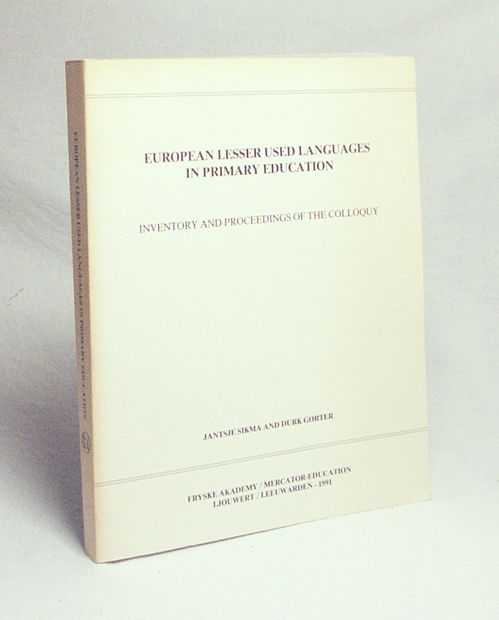 EUROPEAN LESSER USED LANGUAGES
IN PRIMARY EDUCATION
INVENTORY AND PROCEEDINGS OF THE COLLOQUY
JANTSJE SIKMA AND DURK GORTER
FRYSKE AKADEMY / MERCATOR-EDUCATION
LJOUWERT / LEEUWARDEN - 1991
EUROPEAN LESSER USED LANGUAGES IN PRIMARY EDUCATION